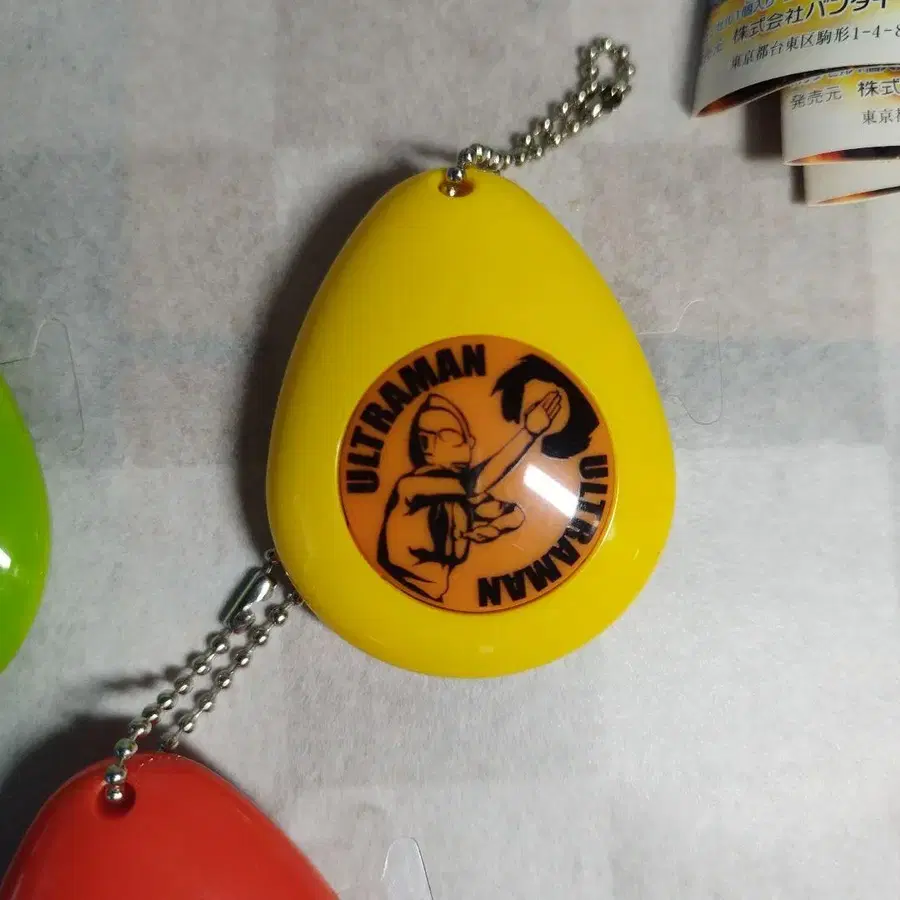 株式会社バンダイ
東京都台東区駒形1-4-8
発売元 株式
東京都
ULTRAMAN
ULTRAMAN